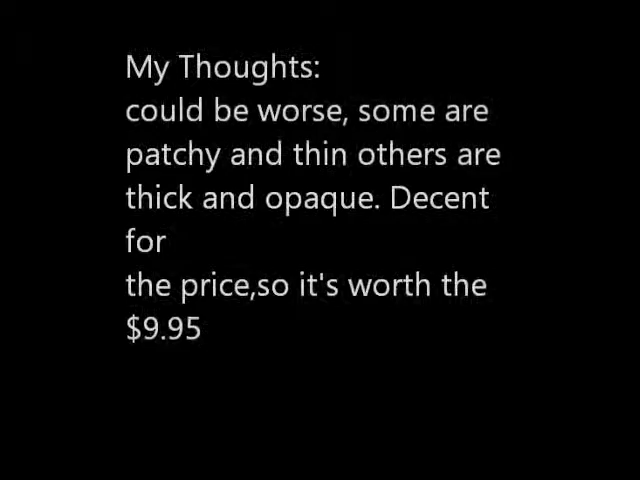 My Thoughts:
could be worse, some are
patchy and thin others are
thick and opaque. Decent
for
the price,so it's worth the
$9.95